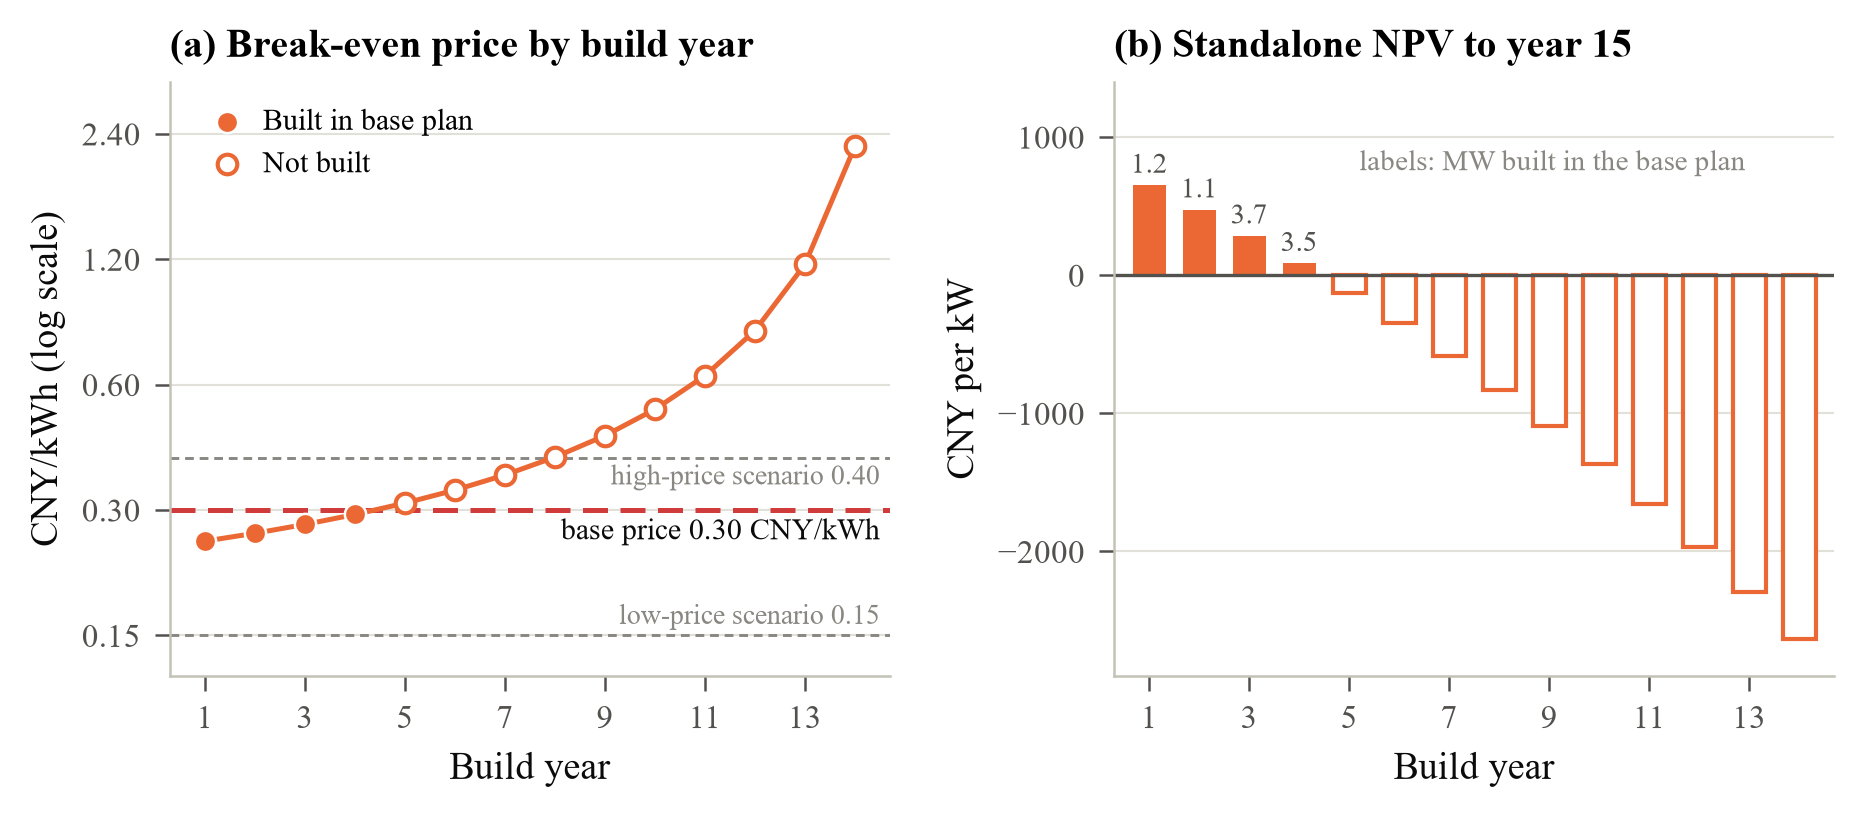 (a) Break-even price by build year
CNY/kWh (log scale)
2.40
1.20
0.60
0.30
0.15
Built in base plan
Not built
high-price scenario 0.40
base price 0.30 CNY/kWh
low-price scenario 0.15
1 3 5 7 9 11 13
Build year
(b) Standalone NPV to year 15
CNY per kW
1000
0
−1000
−2000
labels: MW built in the base plan
1.2
1.1
3.7
3.5
1 3 5 7 9 11 13
Build year